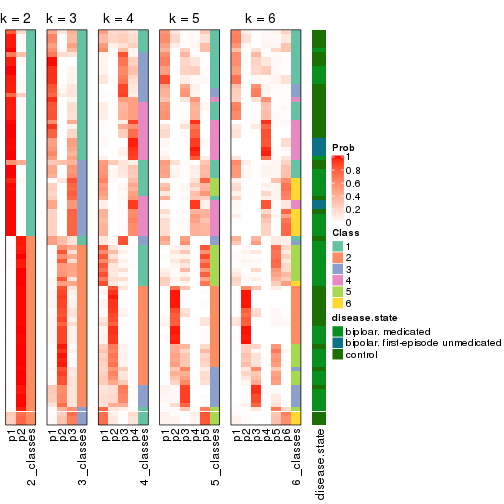 k = 2
k = 3
k = 4
k = 5
k = 6
Prob
1
0.8
0.6
0.4
0.2
0
Class
1
2
3
4
5
6
disease.state
biploar, medicated
bipolar, first-episode unmedicated
control
p1
p2
2_classes
p1
p2
p3
3_classes
p1
p2
p3
p4
4_classes
p1
p2
p3
p4
p5
5_classes
p1
p2
p3
p4
p5
p6
6_classes
disease.state